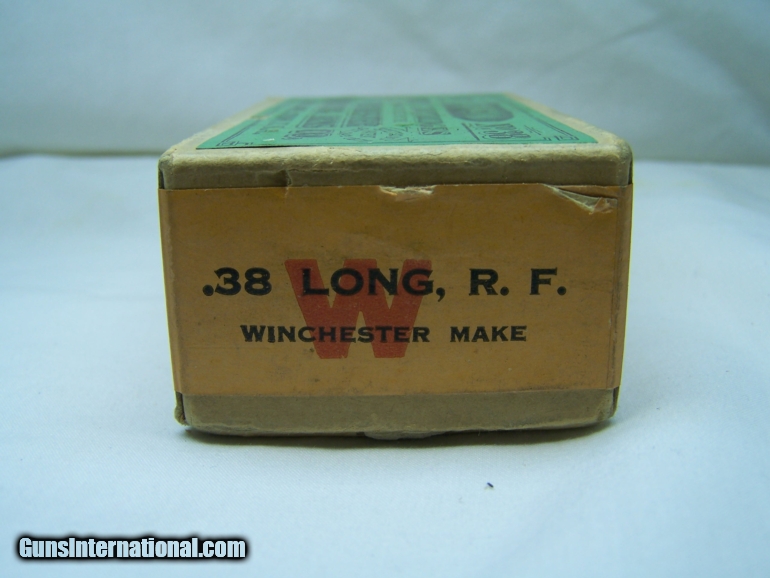 .38 LONG, R. F.
W
WINCHESTER MAKE
GunsInternational.com